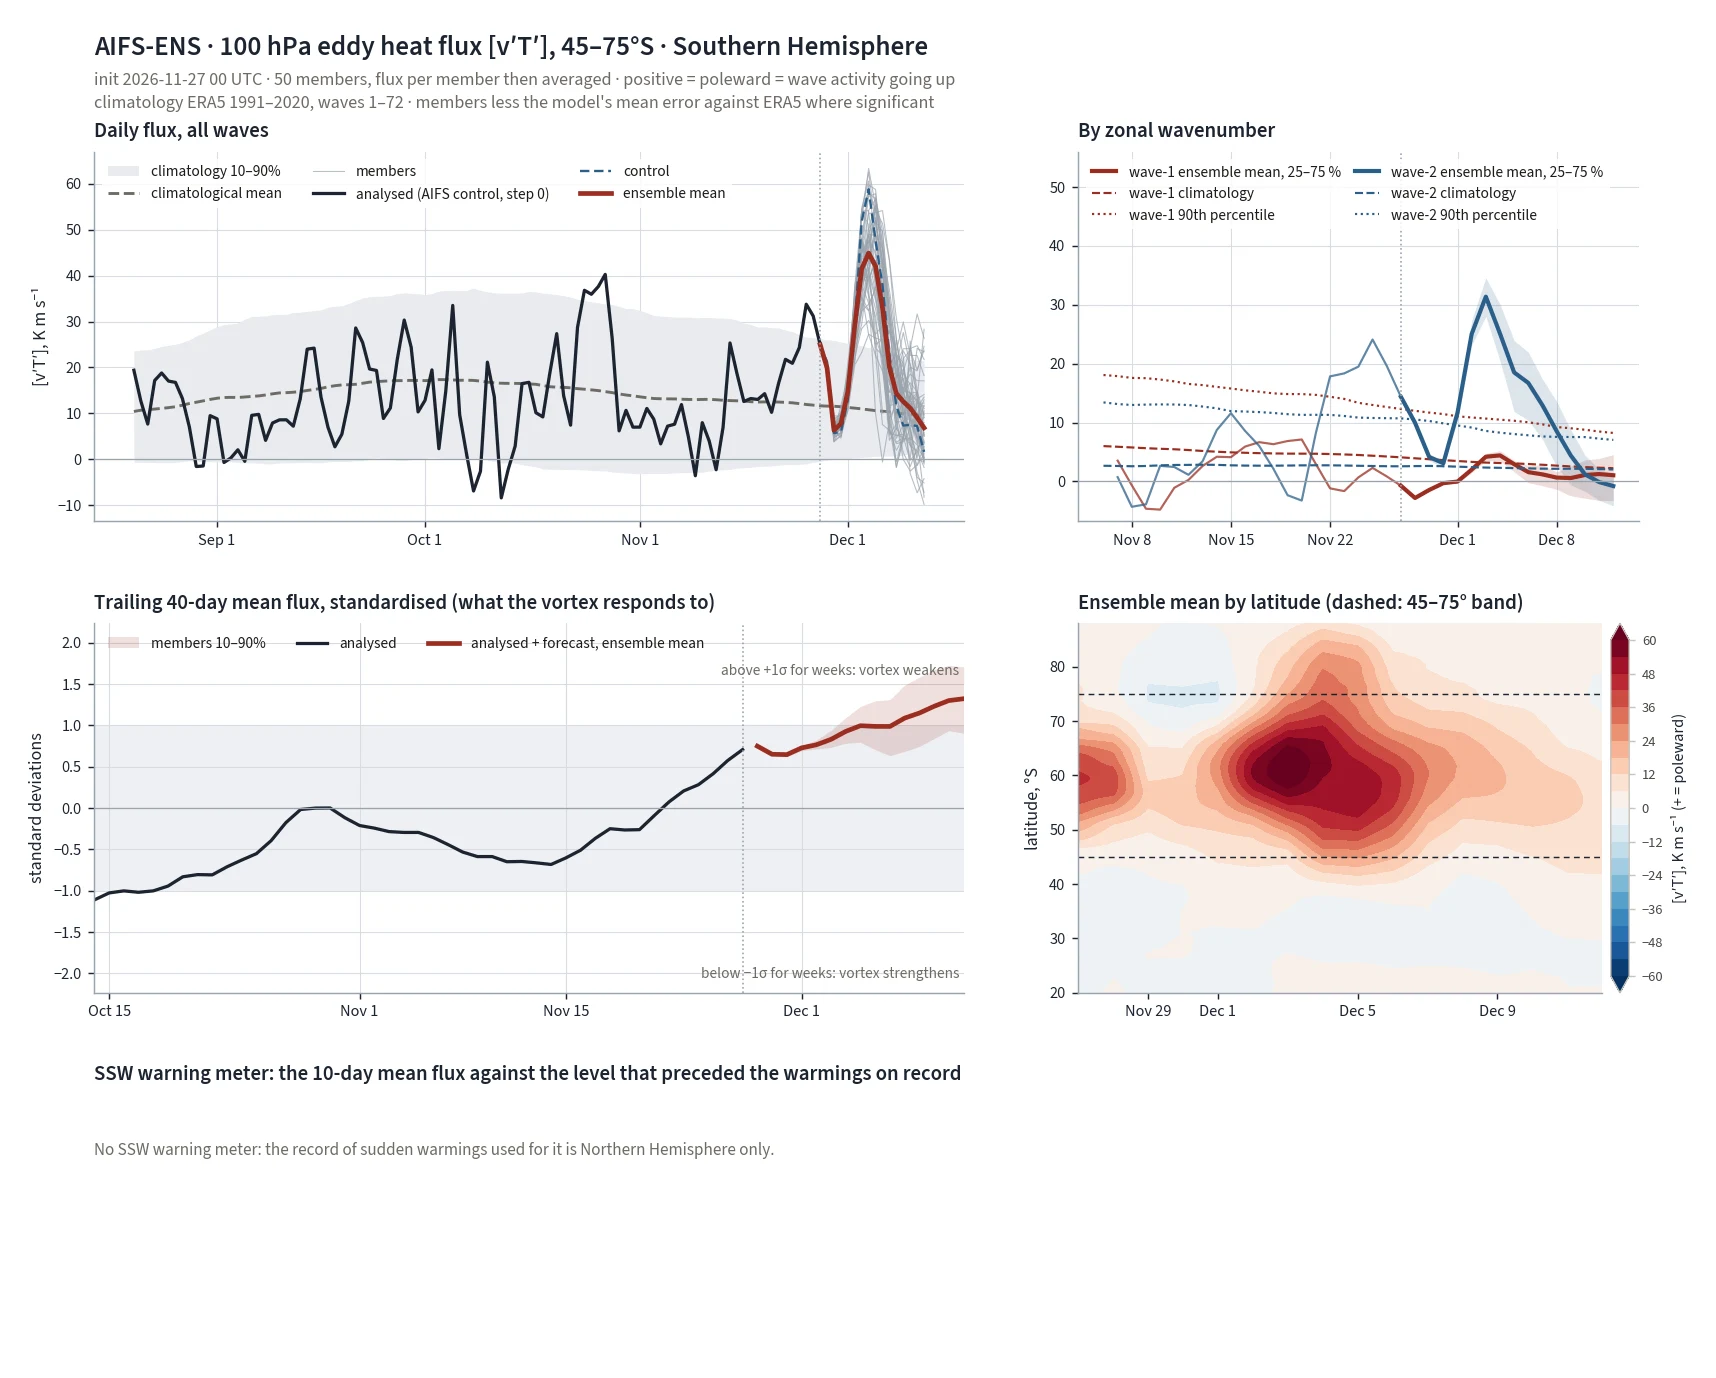 AIFS-ENS · 100 hPa eddy heat flux [v′T′], 45–75°S · Southern Hemisphere
init 2026-11-27 00 UTC · 50 members, flux per member then averaged · positive = poleward = wave activity going up
climatology ERA5 1991–2020, waves 1–72 · members less the model's mean error against ERA5 where significant
Daily flux, all waves
climatology 10–90%
members
control
climatological mean
analysed (AIFS control, step 0)
ensemble mean
[v′T′], K m s⁻¹
60
50
40
30
20
10
0
−10
Sep 1
Oct 1
Nov 1
Dec 1
By zonal wavenumber
wave-1 ensemble mean, 25–75 %
wave-2 ensemble mean, 25–75 %
wave-1 climatology
wave-2 climatology
wave-1 90th percentile
wave-2 90th percentile
50
40
30
20
10
0
Nov 8
Nov 15
Nov 22
Dec 1
Dec 8
Trailing 40-day mean flux, standardised (what the vortex responds to)
members 10–90%
analysed
analysed + forecast, ensemble mean
above +1σ for weeks: vortex weakens
below −1σ for weeks: vortex strengthens
standard deviations
2.0
1.5
1.0
0.5
0.0
−0.5
−1.0
−1.5
−2.0
Oct 15
Nov 1
Nov 15
Dec 1
Ensemble mean by latitude (dashed: 45–75° band)
latitude, °S
80
70
60
50
40
30
20
Nov 29
Dec 1
Dec 5
Dec 9
60
48
36
24
12
0
−12
−24
−36
−48
−60
[v′T′], K m s⁻¹ (+ = poleward)
SSW warning meter: the 10-day mean flux against the level that preceded the warmings on record
No SSW warning meter: the record of sudden warmings used for it is Northern Hemisphere only.